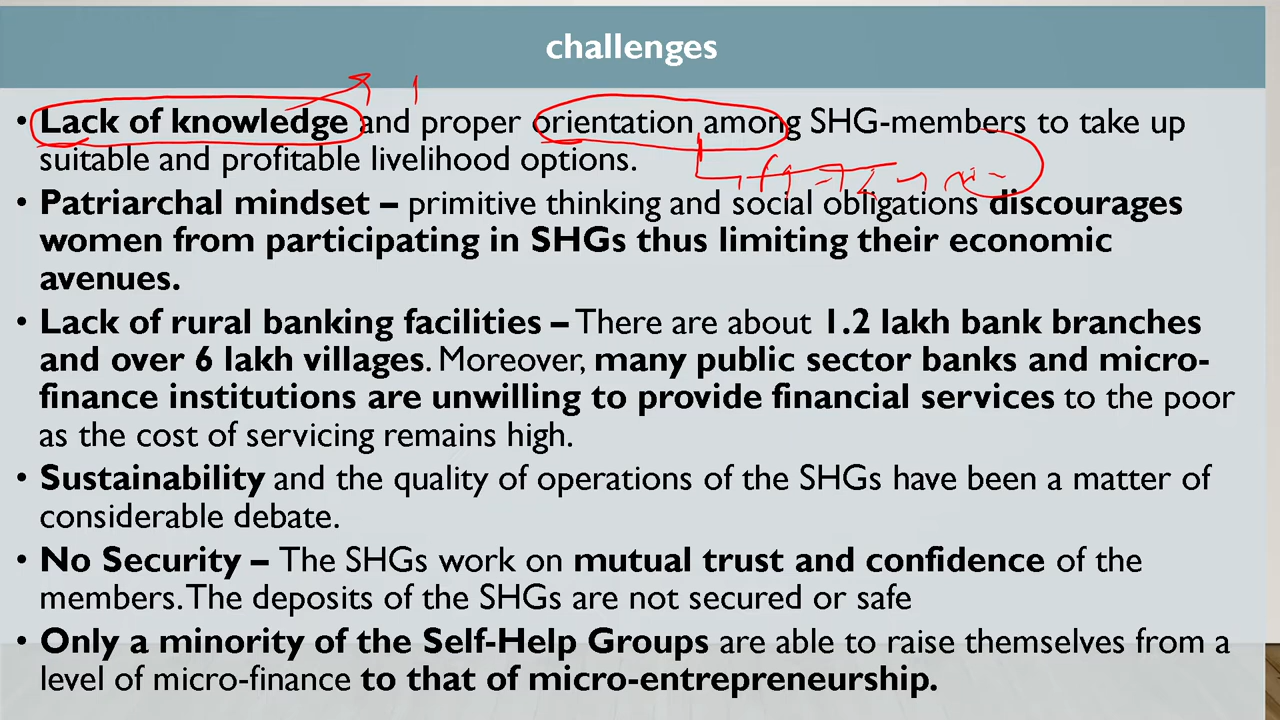 challenges
• Lack of knowledge and proper orientation among SHG-members to take up
suitable and profitable livelihood options.
• Patriarchal mindset – primitive thinking and social obligations discourages
women from participating in SHGs thus limiting their economic
avenues.
• Lack of rural banking facilities – There are about 1.2 lakh bank branches
and over 6 lakh villages. Moreover, many public sector banks and micro-
finance institutions are unwilling to provide financial services to the poor
as the cost of servicing remains high.
• Sustainability and the quality of operations of the SHGs have been a matter of
considerable debate.
• No Security – The SHGs work on mutual trust and confidence of the
members. The deposits of the SHGs are not secured or safe
• Only a minority of the Self-Help Groups are able to raise themselves from a
level of micro-finance to that of micro-entrepreneurship.